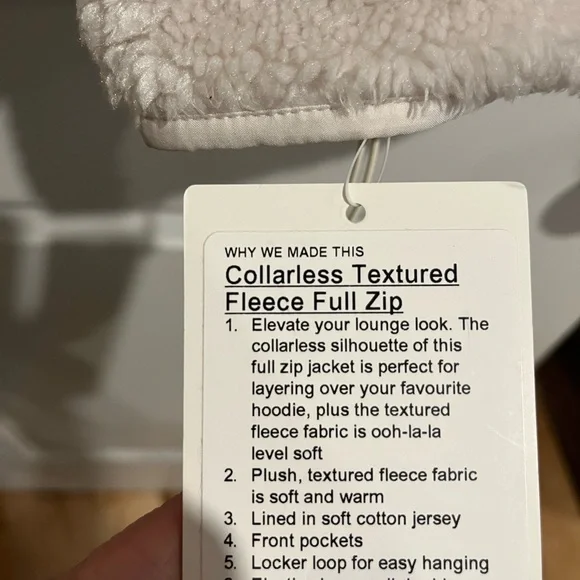 WHY WE MADE THIS
Collarless Textured
Fleece Full Zip
1. Elevate your lounge look. The
collarless silhouette of this
full zip jacket is perfect for
layering over your favourite
hoodie, plus the textured
fleece fabric is ooh-la-la
level soft
2. Plush, textured fleece fabric
is soft and warm
3. Lined in soft cotton jersey
4. Front pockets
5. Locker loop for easy hanging